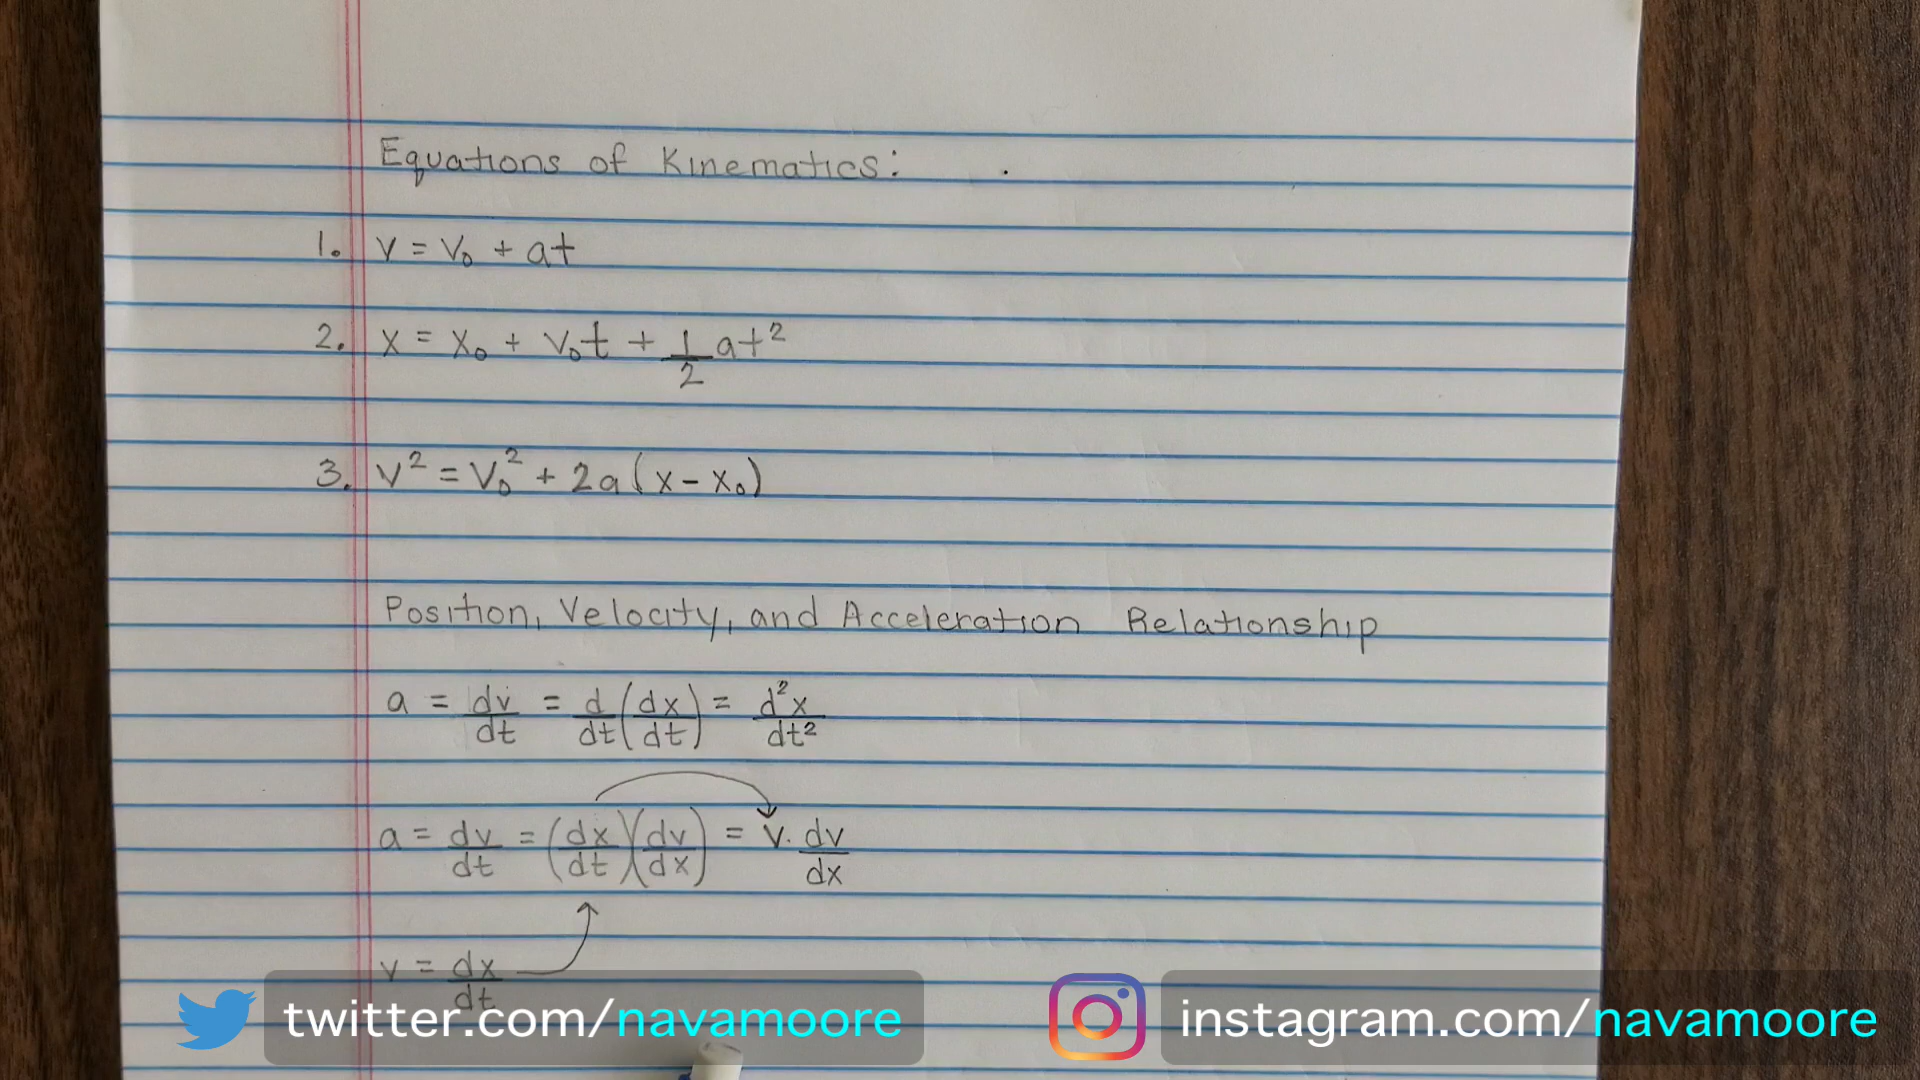 Equations of Kinematics:
1. v = v₀ + at
2. x = x₀ + v₀t + 1/2 at²
3. v² = v₀² + 2a(x - x₀)
Position, Velocity, and Acceleration Relationship
a = dv/dt = d/dt (dx/dt) = d²x/dt²
a = dv/dt = (dx/dt)(dv/dx) = v · dv/dx
v = dx/dt
twitter.com/navamoore
instagram.com/navamoore